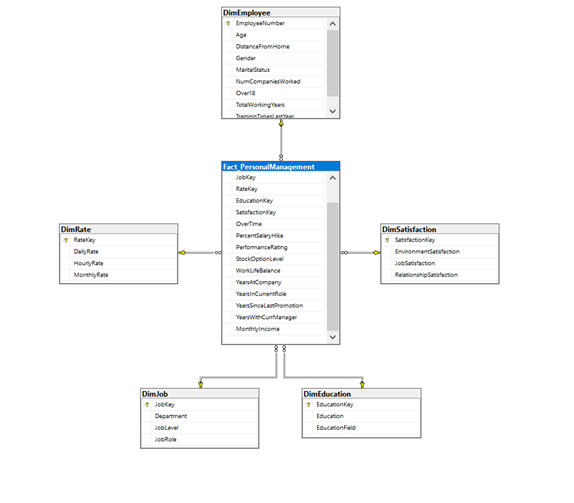 DimEmployee
EmployeeNumber
Age
DistanceFromHome
Gender
MaritalStatus
NumCompaniesWorked
Over18
TotalWorkingYears
TrainingTimesLastYear
Fact_PersonalManagement
JobKey
RateKey
EducationKey
SatisfactionKey
OverTime
PercentSalaryHike
PerformanceRating
StockOptionLevel
WorkLifeBalance
YearsAtCompany
YearsInCurrentRole
YearsSinceLastPromotion
YearsWithCurrManager
MonthlyIncome
DimRate
RateKey
DailyRate
HourlyRate
MonthlyRate
DimSatisfaction
SatisfactionKey
EnvironmentSatisfaction
JobSatisfaction
RelationshipSatisfaction
DimJob
JobKey
Department
JobLevel
JobRole
DimEducation
EducationKey
Education
EducationField